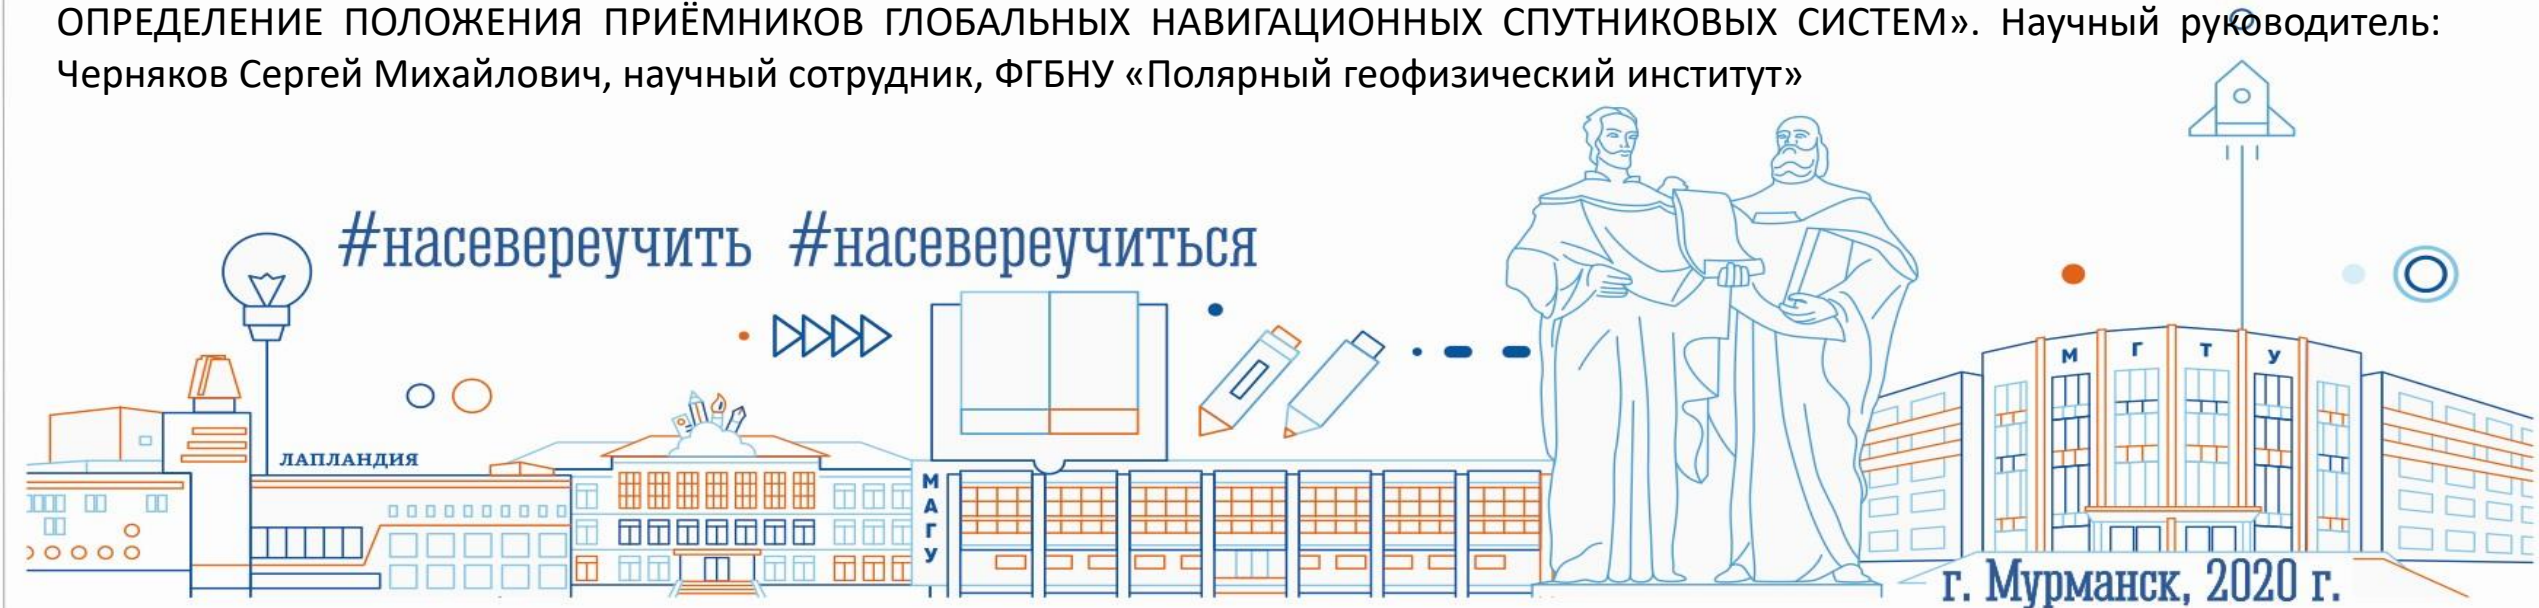 ОПРЕДЕЛЕНИЕ ПОЛОЖЕНИЯ ПРИЁМНИКОВ ГЛОБАЛЬНЫХ НАВИГАЦИОННЫХ СПУТНИКОВЫХ СИСТЕМ». Научный руководитель:
Черняков Сергей Михайлович, научный сотрудник, ФГБНУ «Полярный геофизический институт»
#насевереучить #насевереучиться
МГТУ
ЛАПЛАНДИЯ
МАГУ
г. Мурманск, 2020 г.